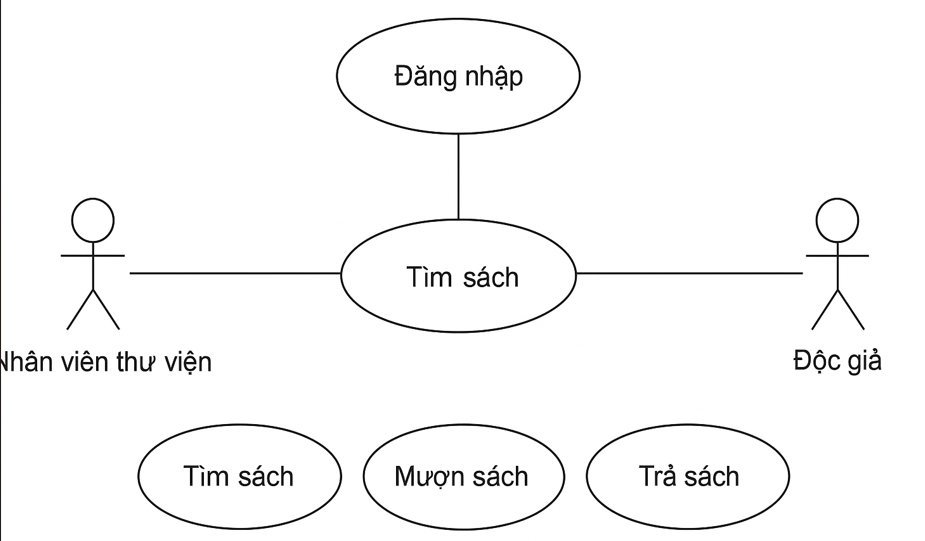 Đăng nhập
Tìm sách
Nhân viên thư viện
Độc giả
Tìm sách
Mượn sách
Trả sách